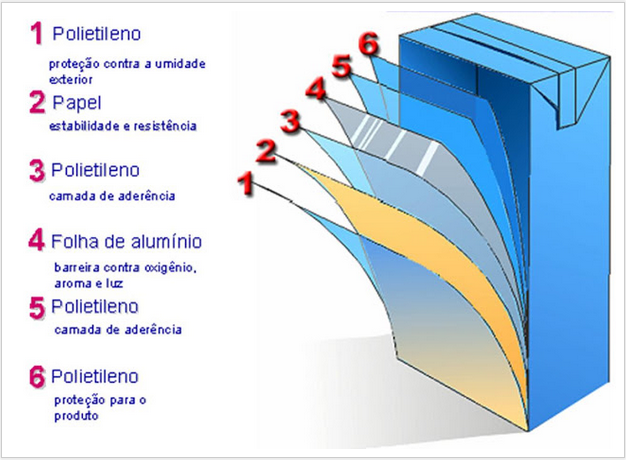 1 Polietileno
proteção contra a umidade
exterior
2 Papel
estabilidade e resistência
3 Polietileno
camada de aderência
4 Folha de alumínio
barreira contra oxigênio,
aroma e luz
5 Polietileno
camada de aderência
6 Polietileno
proteção para o
produto
6
5
4
3
2
1